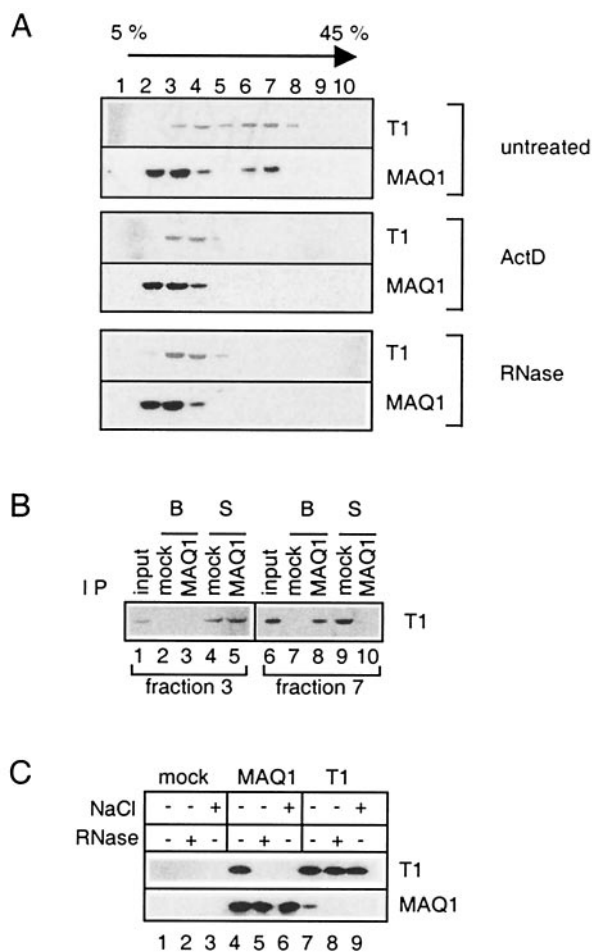 A
5 % 45 %
1 2 3 4 5 6 7 8 9 10
T1
MAQ1
untreated
T1
MAQ1
ActD
T1
MAQ1
RNase
B
B S
IP input mock MAQ1 mock MAQ1 input mock MAQ1 mock MAQ1
B S
T1
1 2 3 4 5 6 7 8 9 10
fraction 3 fraction 7
C
mock MAQ1 T1
NaCl - - + - - + - - +
RNase - + - - + - - + -
T1
MAQ1
1 2 3 4 5 6 7 8 9